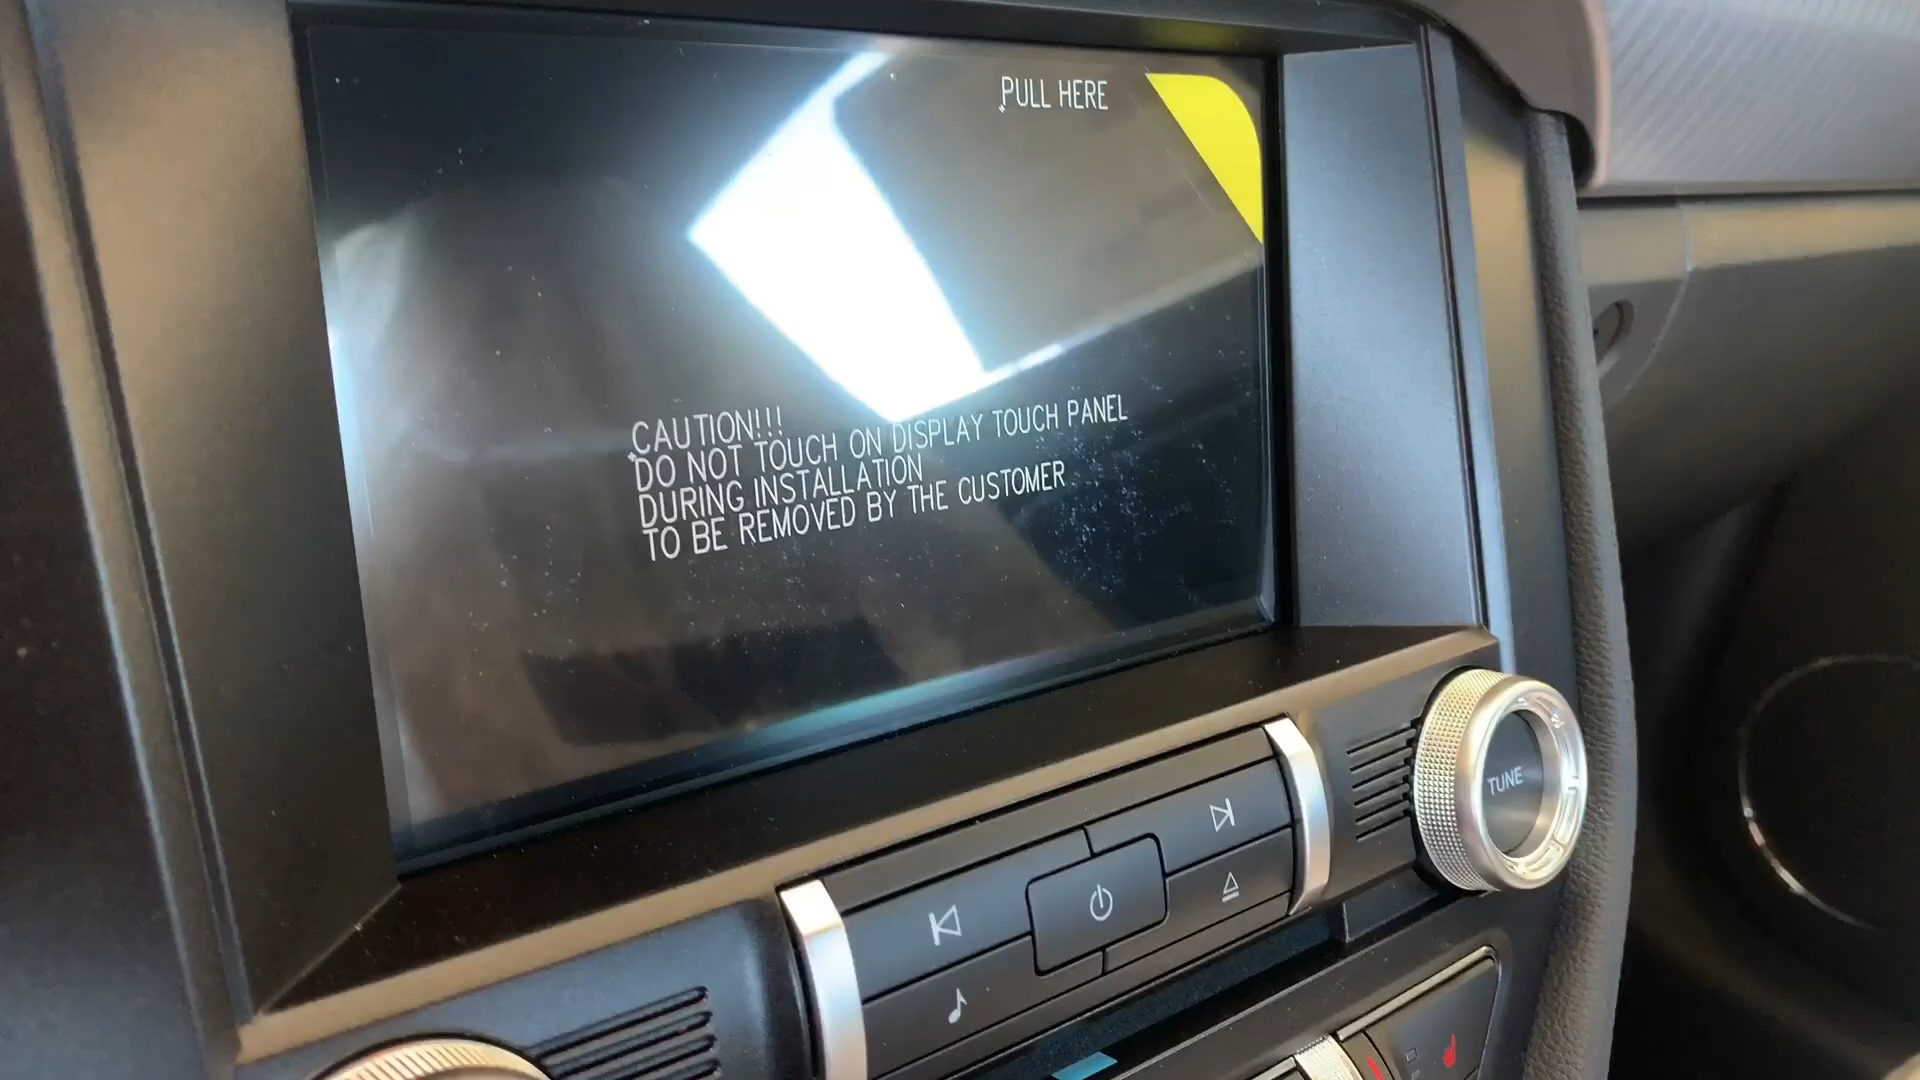 PULL HERE
CAUTION!!!
DO NOT TOUCH ON DISPLAY TOUCH PANEL
DURING INSTALLATION
TO BE REMOVED BY THE CUSTOMER
TUNE